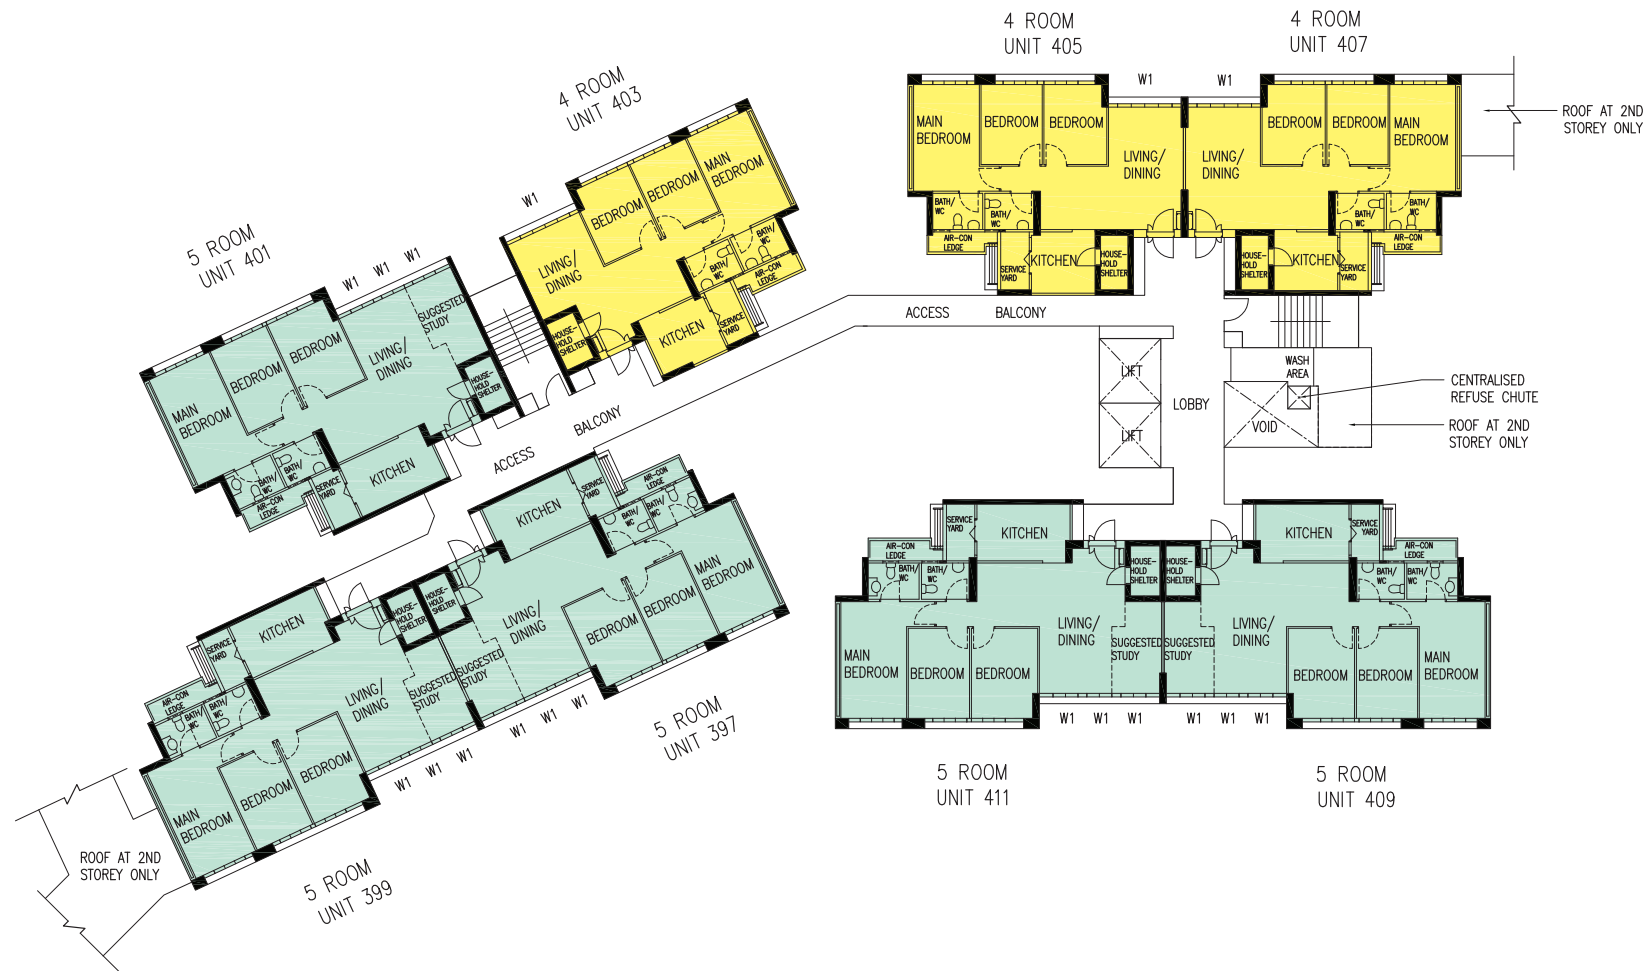 4 ROOM
UNIT 405
4 ROOM
UNIT 407
W1
W1
MAIN
BEDROOM
BEDROOM
BEDROOM
LIVING/
DINING
LIVING/
DINING
BEDROOM
BEDROOM
MAIN
BEDROOM
ROOF AT 2ND
STOREY ONLY
BATH/
WC
BATH/
WC
AIR-CON
LEDGE
SERVICE
YARD
KITCHEN
HOUSE-
HOLD
SHELTER
HOUSE-
HOLD
SHELTER
KITCHEN
SERVICE
YARD
BATH/
WC
BATH/
WC
AIR-CON
LEDGE
4 ROOM
UNIT 403
W1
BEDROOM
BEDROOM
MAIN
BEDROOM
LIVING/
DINING
BATH/
WC
BATH/
WC
AIR-CON
LEDGE
HOUSE-
HOLD
SHELTER
KITCHEN
SERVICE
YARD
5 ROOM
UNIT 401
W1
W1
W1
SUGGESTED
STUDY
LIVING/
DINING
BEDROOM
BEDROOM
MAIN
BEDROOM
HOUSE-
HOLD
SHELTER
BATH/
WC
BATH/
WC
AIR-CON
LEDGE
SERVICE
YARD
KITCHEN
ACCESS
BALCONY
ACCESS
BALCONY
LIFT
LIFT
LOBBY
WASH
AREA
VOID
CENTRALISED
REFUSE CHUTE
ROOF AT 2ND
STOREY ONLY
KITCHEN
SERVICE
YARD
AIR-CON
LEDGE
BATH/
WC
BATH/
WC
MAIN
BEDROOM
BEDROOM
BEDROOM
LIVING/
DINING
HOUSE-
HOLD
SHELTER
SUGGESTED
STUDY
W1
W1
W1
5 ROOM
UNIT 397
KITCHEN
SERVICE
YARD
AIR-CON
LEDGE
BATH/
WC
BATH/
WC
HOUSE-
HOLD
SHELTER
LIVING/
DINING
SUGGESTED
STUDY
BEDROOM
BEDROOM
MAIN
BEDROOM
W1
W1
W1
5 ROOM
UNIT 399
ROOF AT 2ND
STOREY ONLY
SERVICE
YARD
KITCHEN
AIR-CON
LEDGE
BATH/
WC
BATH/
WC
HOUSE-
HOLD
SHELTER
LIVING/
DINING
SUGGESTED
STUDY
MAIN
BEDROOM
BEDROOM
BEDROOM
W1
W1
W1
5 ROOM
UNIT 411
KITCHEN
SERVICE
YARD
AIR-CON
LEDGE
BATH/
WC
BATH/
WC
HOUSE-
HOLD
SHELTER
LIVING/
DINING
SUGGESTED
STUDY
BEDROOM
BEDROOM
MAIN
BEDROOM
W1
W1
W1
5 ROOM
UNIT 409